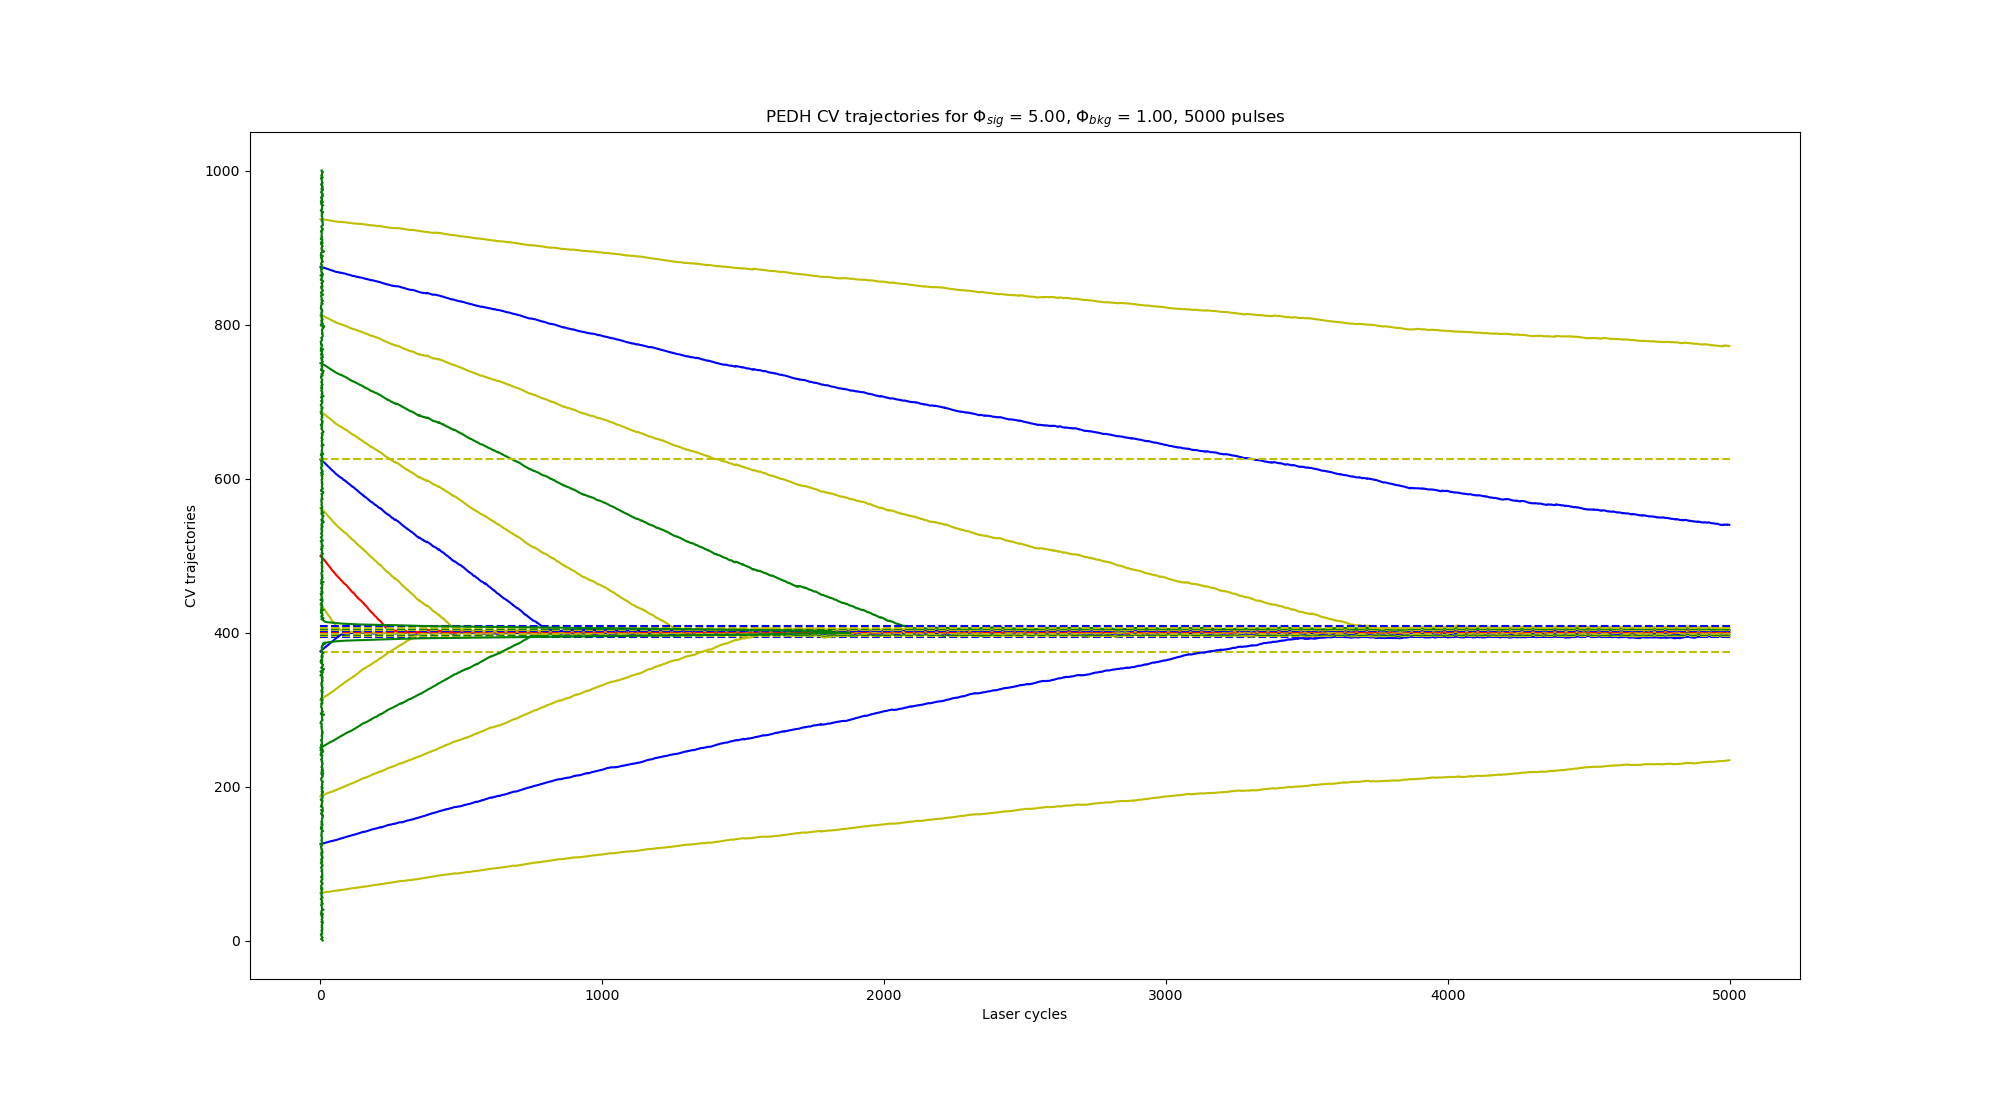 PEDH CV trajectories for Φsig = 5.00, Φbkg = 1.00, 5000 pulses
1000
800
600
400
200
0
CV trajectories
0 1000 2000 3000 4000 5000
Laser cycles